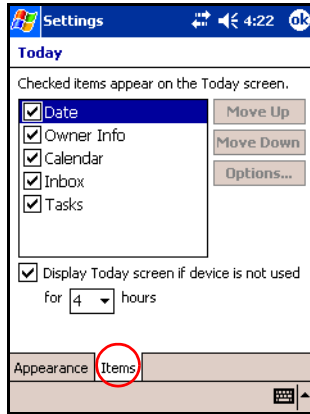 Settings 4:22 ok
Today
Checked items appear on the Today screen.
Date
Owner Info
Calendar
Inbox
Tasks
Move Up
Move Down
Options...
Display Today screen if device is not used
for 4 hours
Appearance Items